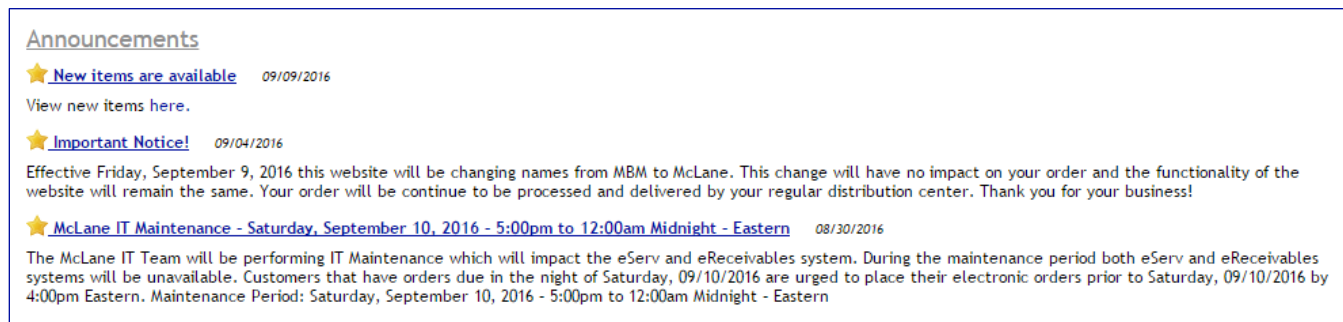 Announcements
New items are available 09/09/2016
View new items here.
Important Notice! 09/04/2016
Effective Friday, September 9, 2016 this website will be changing names from MBM to McLane. This change will have no impact on your order and the functionality of the
website will remain the same. Your order will be continue to be processed and delivered by your regular distribution center. Thank you for your business!
McLane IT Maintenance - Saturday, September 10, 2016 - 5:00pm to 12:00am Midnight - Eastern 08/30/2016
The McLane IT Team will be performing IT Maintenance which will impact the eServ and eReceivables system. During the maintenance period both eServ and eReceivables
systems will be unavailable. Customers that have orders due in the night of Saturday, 09/10/2016 are urged to place their electronic orders prior to Saturday, 09/10/2016 by
4:00pm Eastern. Maintenance Period: Saturday, September 10, 2016 - 5:00pm to 12:00am Midnight - Eastern